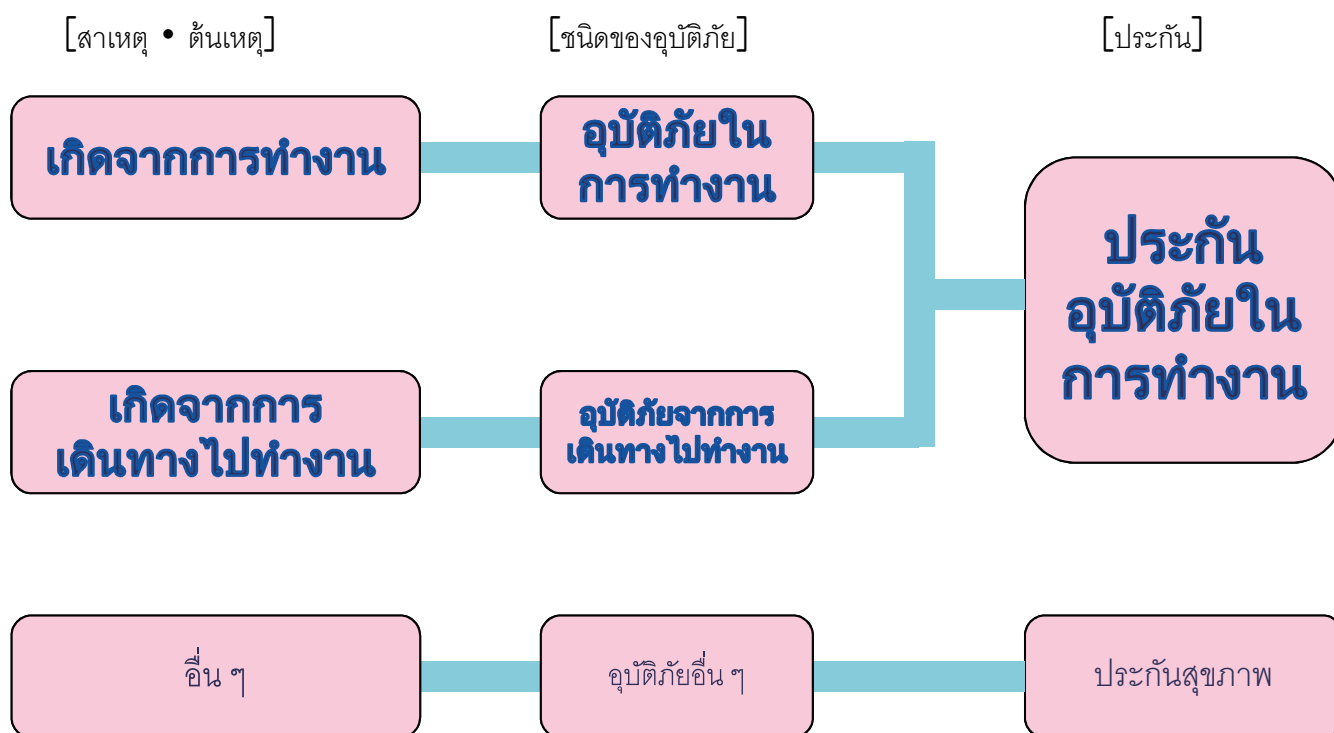 [สาเหตุ • ต้นเหตุ]
[ชนิดของอุบัติภัย]
[ประกัน]
เกิดจากการทำงาน
อุบัติภัยใน
การทำงาน
ประกัน
อุบัติภัยใน
การทำงาน
เกิดจากการ
เดินทางไปทำงาน
อุบัติภัยจากการ
เดินทางไปทำงาน
อื่น ๆ
อุบัติภัยอื่น ๆ
ประกันสุขภาพ